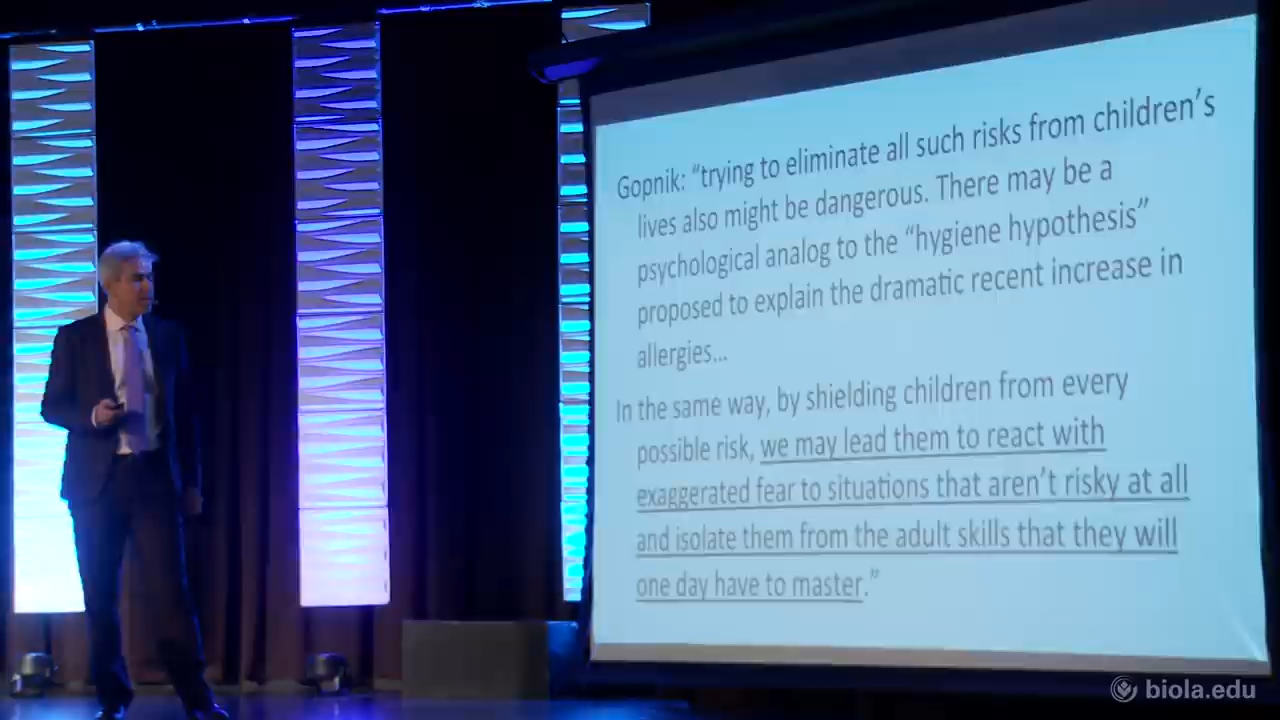 Gopnik: “trying to eliminate all such risks from children’s
lives also might be dangerous. There may be a
psychological analog to the “hygiene hypothesis”
proposed to explain the dramatic recent increase in
allergies…
In the same way, by shielding children from every
possible risk, we may lead them to react with
exaggerated fear to situations that aren’t risky at all
and isolate them from the adult skills that they will
one day have to master.”
biola.edu